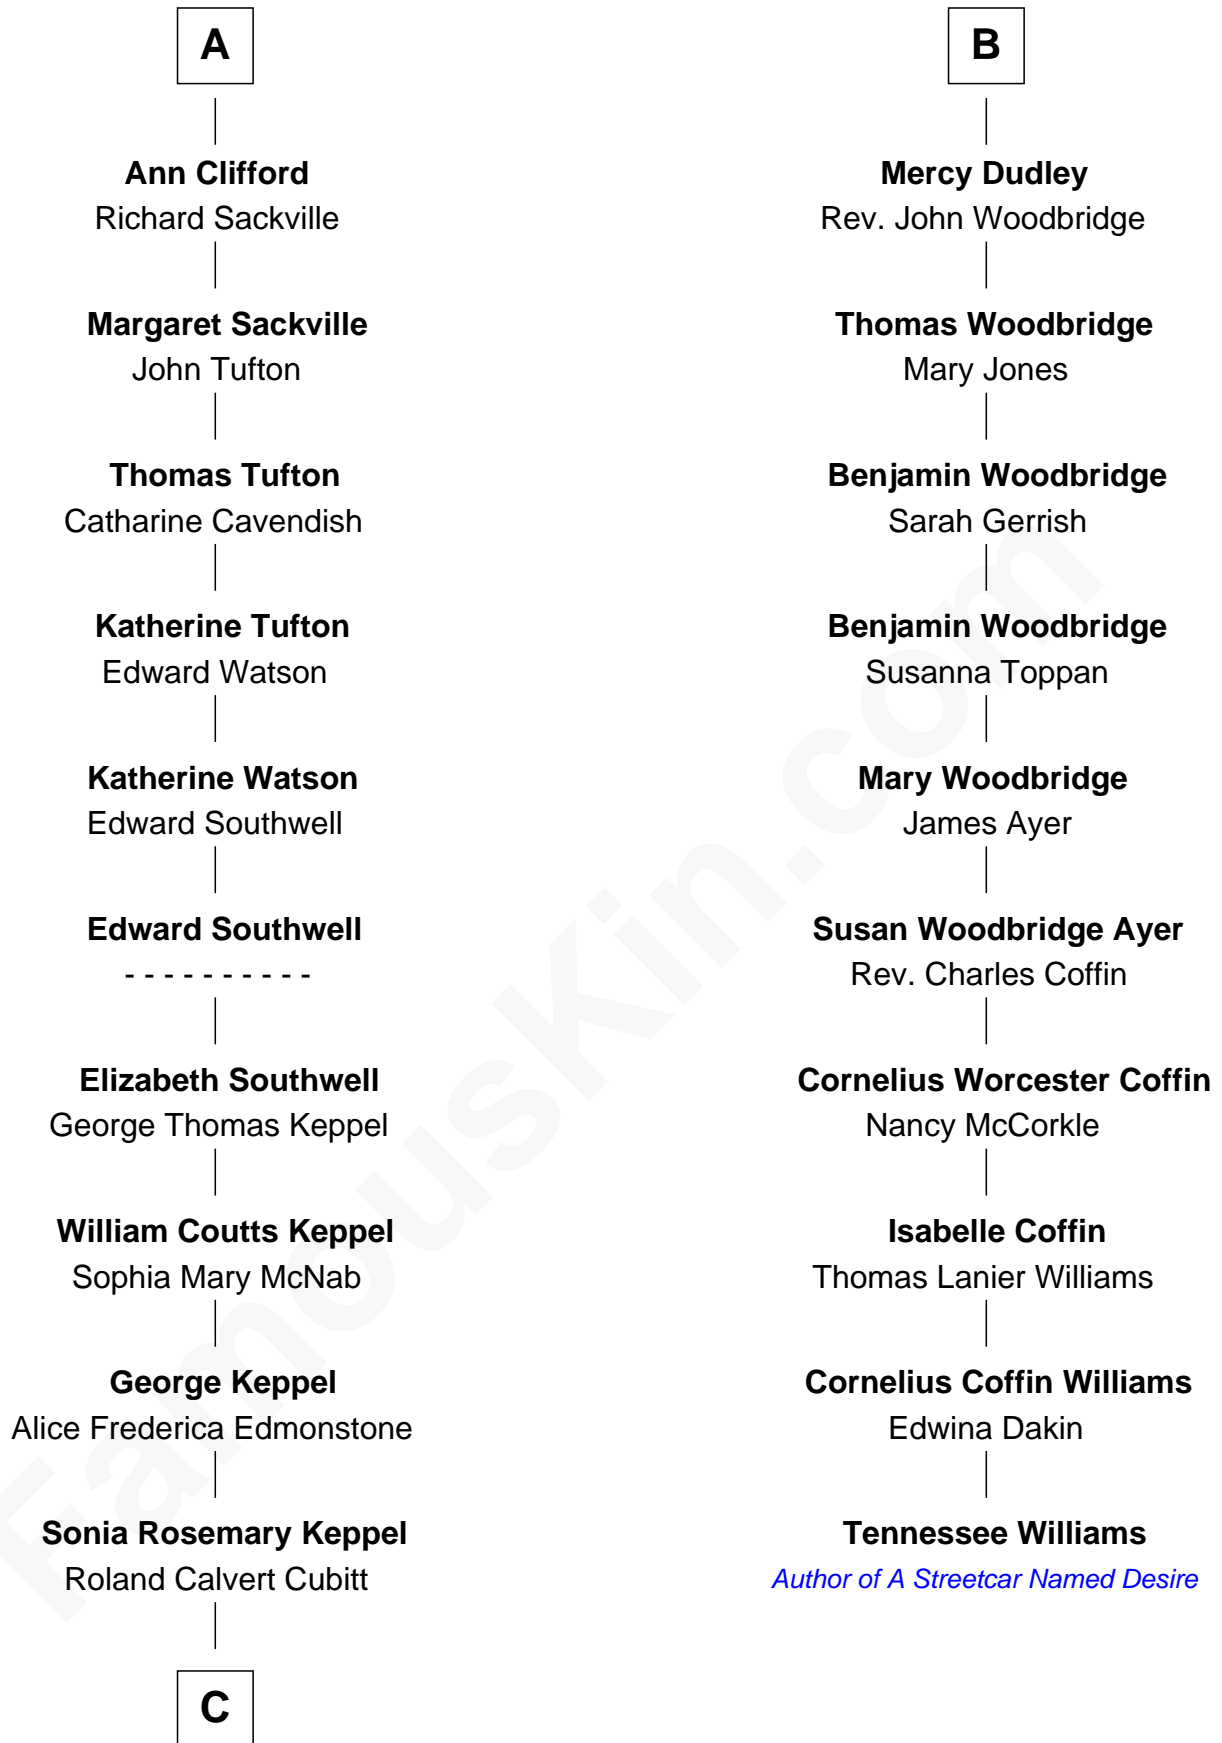 A
Ann Clifford
Richard Sackville
Margaret Sackville
John Tufton
Thomas Tufton
Catharine Cavendish
Katherine Tufton
Edward Watson
Katherine Watson
Edward Southwell
Edward Southwell
- - - - - - - - - -
Elizabeth Southwell
George Thomas Keppel
William Coutts Keppel
Sophia Mary McNab
George Keppel
Alice Frederica Edmonstone
Sonia Rosemary Keppel
Roland Calvert Cubitt
C
B
Mercy Dudley
Rev. John Woodbridge
Thomas Woodbridge
Mary Jones
Benjamin Woodbridge
Sarah Gerrish
Benjamin Woodbridge
Susanna Toppan
Mary Woodbridge
James Ayer
Susan Woodbridge Ayer
Rev. Charles Coffin
Cornelius Worcester Coffin
Nancy McCorkle
Isabelle Coffin
Thomas Lanier Williams
Cornelius Coffin Williams
Edwina Dakin
Tennessee Williams
Author of A Streetcar Named Desire
FamousKin.com